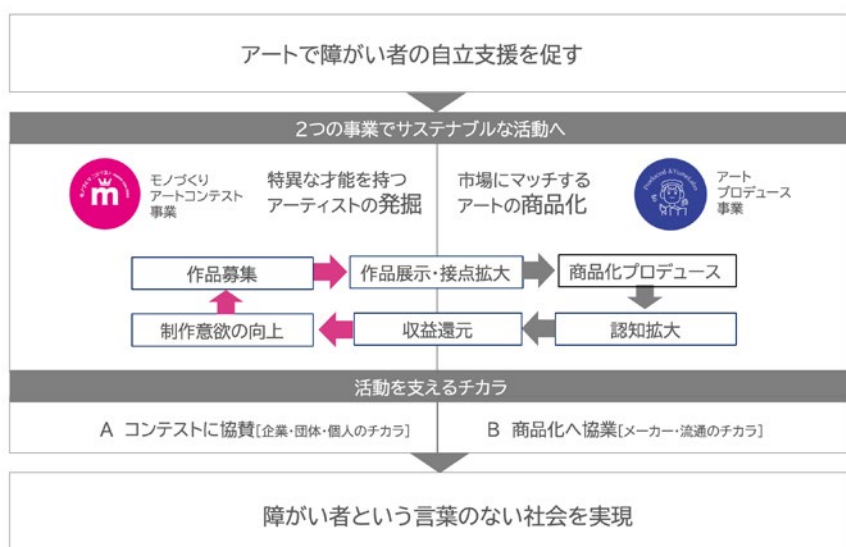 アートで障がい者の自立支援を促す
2つの事業でサステナブルな活動へ
モノづくり
アートコンテスト
事業
特異な才能を持つ
アーティストの発掘
市場にマッチする
アートの商品化
アート
プロデュース
事業
m
作品募集
作品展示・接点拡大
商品化プロデュース
制作意欲の向上
収益還元
認知拡大
活動を支えるチカラ
A コンテストに協賛[企業・団体・個人のチカラ]
B 商品化へ協業[メーカー・流通のチカラ]
障がい者という言葉のない社会を実現